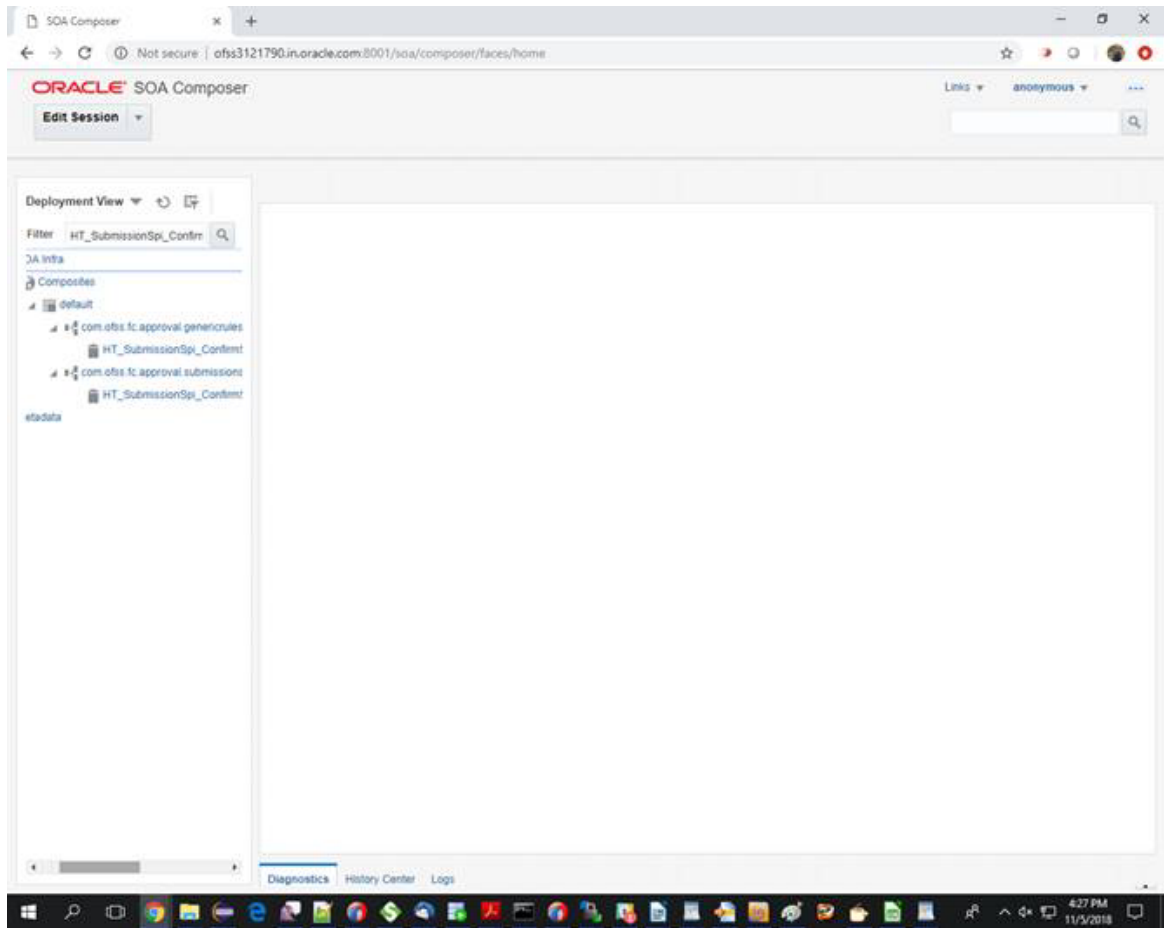 SOA Composer
Not secure | ofss3121790.in.oracle.com:8001/soa/composer/faces/home
ORACLE SOA Composer
Links
anonymous
Edit Session
Deployment View
Filter HT_SubmissionSpi_Confirm
OA Infra
Composites
default
com.ofss.fc.approval.genericrules
HT_SubmissionSpi_Confirm
com.ofss.fc.approval.submissions
HT_SubmissionSpi_Confirm
etadata
Diagnostics History Center Logs
4:27 PM
11/5/2018